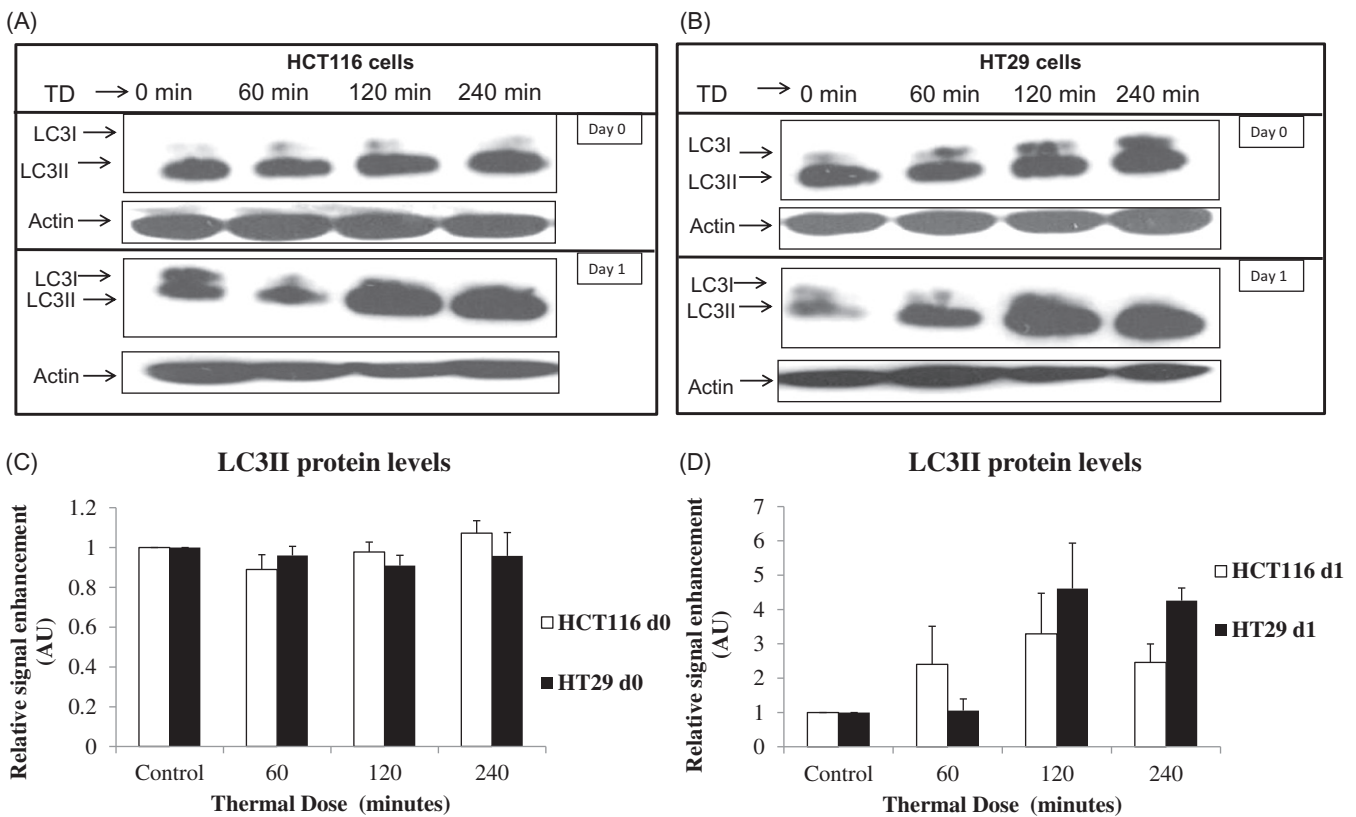 (A)
HCT116 cells
TD → 0 min 60 min 120 min 240 min
LC3I →
LC3II →
Day 0
Actin →
LC3I →
LC3II →
Day 1
Actin →
(B)
HT29 cells
TD → 0 min 60 min 120 min 240 min
LC3I →
LC3II →
Day 0
Actin →
LC3I →
LC3II →
Day 1
Actin →
(C)
LC3II protein levels
Relative signal enhancement
(AU)
1.2
1
0.8
0.6
0.4
0.2
0
Control 60 120 240
Thermal Dose (minutes)
HCT116 d0
HT29 d0
(D)
LC3II protein levels
Relative signal enhancement
(AU)
7
6
5
4
3
2
1
0
Control 60 120 240
Thermal Dose (minutes)
HCT116 d1
HT29 d1